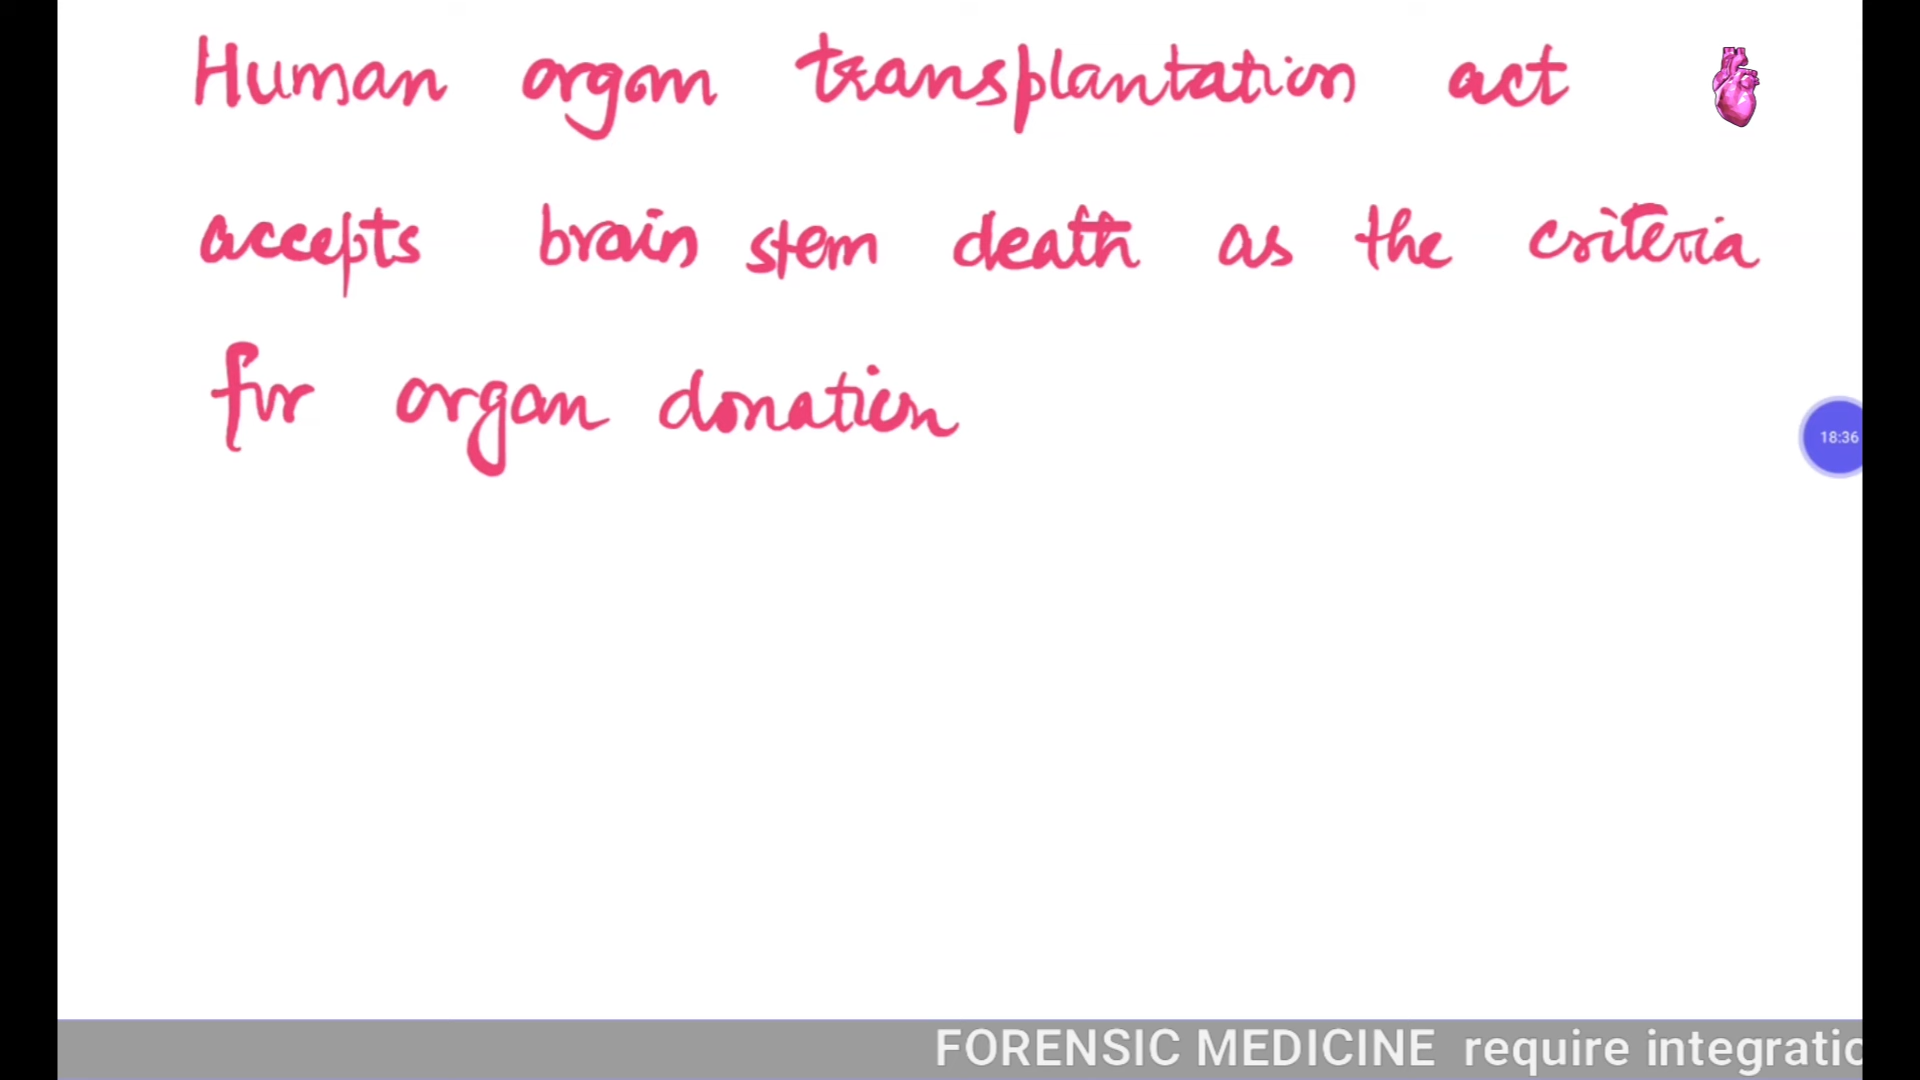 Human organ transplantation act
accepts brain stem death as the criteria
for organ donation
18:36
FORENSIC MEDICINE require integratio